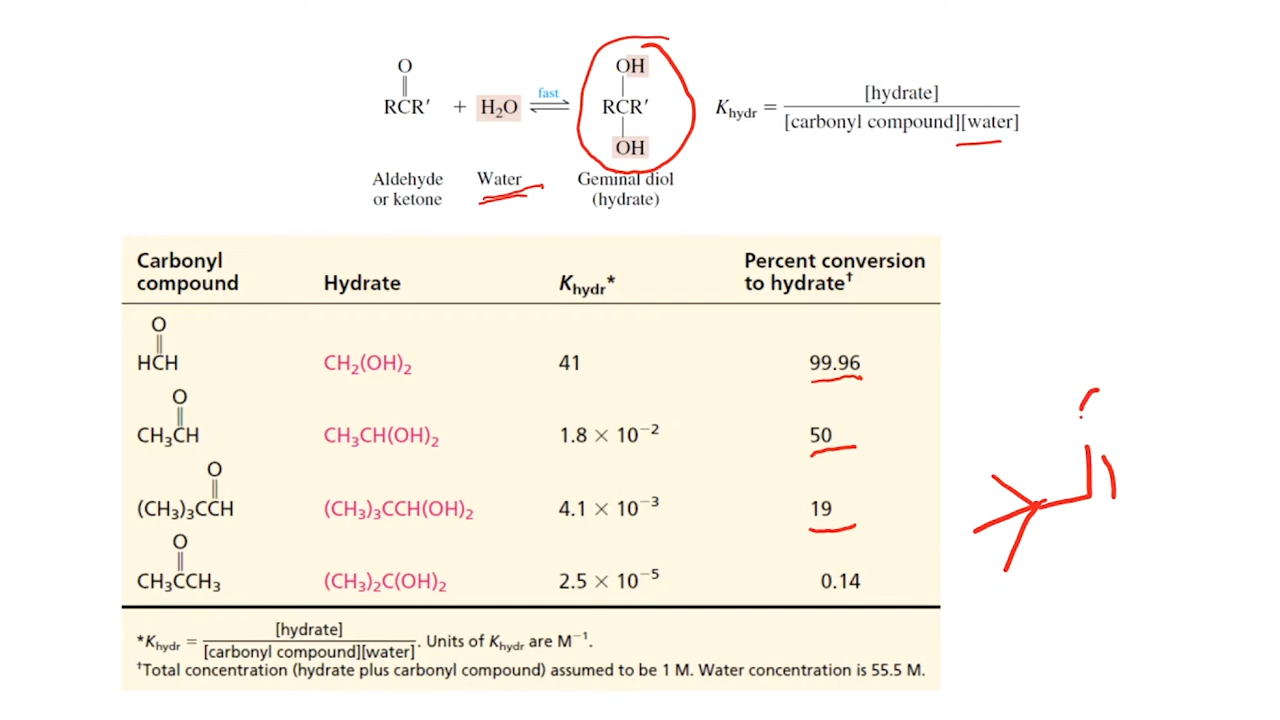 O
||
RCR′ + H₂O ⇌ fast
OH
|
RCR′
|
OH
K_hydr = [hydrate] / [carbonyl compound][water]
Aldehyde or ketone
Water
Geminal diol (hydrate)
Carbonyl compound Hydrate K_hydr* Percent conversion to hydrate†
O
||
HCH CH₂(OH)₂ 41 99.96
O
||
CH₃CH CH₃CH(OH)₂ 1.8 × 10⁻² 50
O
||
(CH₃)₃CCH (CH₃)₃CCH(OH)₂ 4.1 × 10⁻³ 19
O
||
CH₃CCH₃ (CH₃)₂C(OH)₂ 2.5 × 10⁻⁵ 0.14
*K_hydr = [hydrate] / [carbonyl compound][water]. Units of K_hydr are M⁻¹.
†Total concentration (hydrate plus carbonyl compound) assumed to be 1 M. Water concentration is 55.5 M.